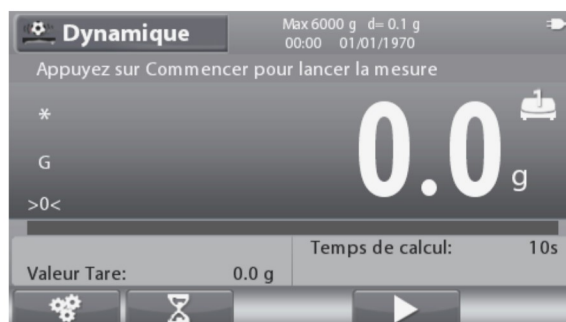 Dynamique
Max 6000 g d= 0.1 g
00:00 01/01/1970
Appuyez sur Commencer pour lancer la mesure
*
1
0.0 g
G
>0<
Temps de calcul: 10s
Valeur Tare: 0.0 g